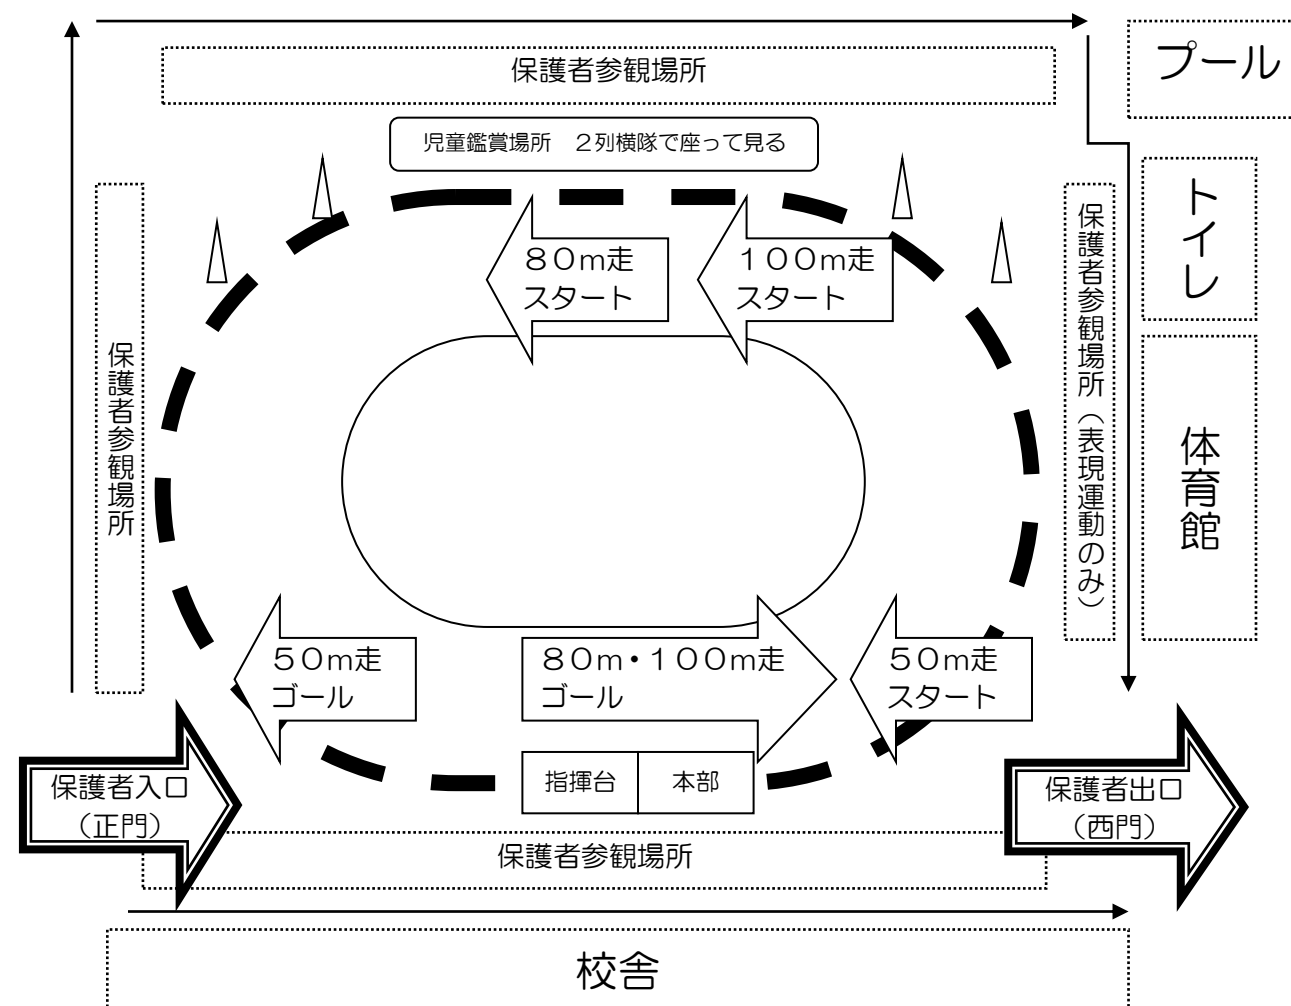 プール
保護者参観場所
児童鑑賞場所　２列横隊で座って見る
トイレ
保護者参観場所（表現運動のみ）
８０ｍ走
スタート
１００ｍ走
スタート
保護者参観場所
体育館
５０ｍ走
ゴール
８０ｍ・１００ｍ走
ゴール
５０ｍ走
スタート
指揮台
本部
保護者入口
（正門）
保護者出口
（西門）
保護者参観場所
校舎